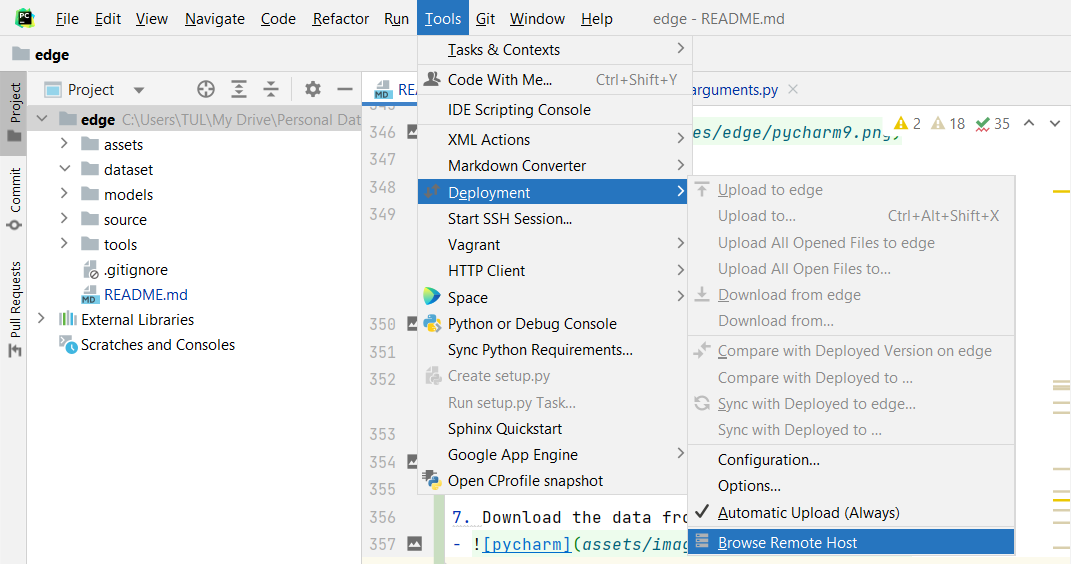 PC File Edit View Navigate Code Refactor Run Tools Git Window Help edge - README.md
edge
Project
Commit
Pull Requests
Project
edge C:\Users\TUL\My Drive\Personal Dat
assets
dataset
models
source
tools
.gitignore
MD README.md
External Libraries
Scratches and Consoles
MD REA
arguments.py
Tasks & Contexts
Code With Me... Ctrl+Shift+Y
IDE Scripting Console
XML Actions
Markdown Converter
Deployment
Start SSH Session...
Vagrant
HTTP Client
Space
Python or Debug Console
Sync Python Requirements...
Create setup.py
Run setup.py Task...
Sphinx Quickstart
Google App Engine
Open CProfile snapshot
Upload to edge
Upload to... Ctrl+Alt+Shift+X
Upload All Opened Files to edge
Upload All Open Files to...
Download from edge
Download from...
Compare with Deployed Version on edge
Compare with Deployed to ...
Sync with Deployed to edge...
Sync with Deployed to ...
Configuration...
Options...
Automatic Upload (Always)
Browse Remote Host
345
346 es/edge/pycharm9.png) 2 18 35
347
348
349
350
351
352
353
354
355
356 7. Download the data fro
357 - ![pycharm](assets/imag